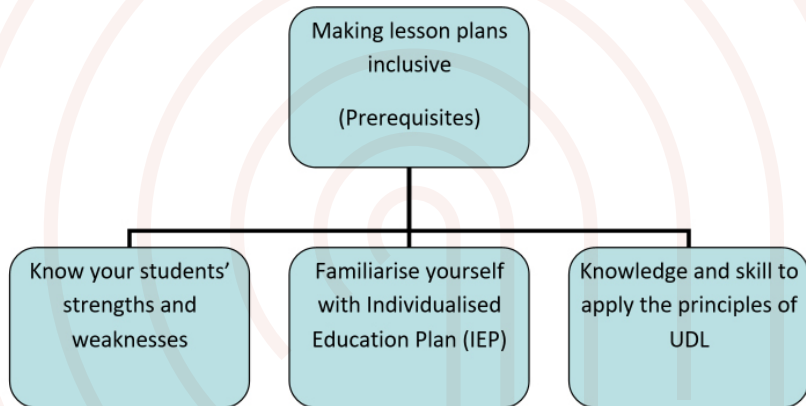 Making lesson plans
inclusive
(Prerequisites)
Know your students’
strengths and
weaknesses
Familiarise yourself
with Individualised
Education Plan (IEP)
Knowledge and skill to
apply the principles of
UDL